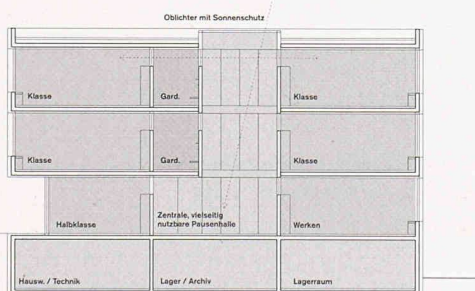 Oblichter mit Sonnenschutz
Klasse
Gard.
Klasse
Klasse
Gard.
Klasse
Halbklasse
Zentrale, vielseitig
nutzbare Pausenhalle
Werken
Hausw. / Technik
Lager / Archiv
Lagerraum